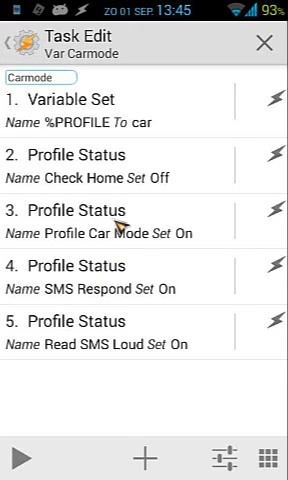 ZO 01 SEP. 13:45 93%
Task Edit
Var Carmode
Carmode
1. Variable Set
Name %PROFILE To car
2. Profile Status
Name Check Home Set Off
3. Profile Status
Name Profile Car Mode Set On
4. Profile Status
Name SMS Respond Set On
5. Profile Status
Name Read SMS Loud Set On